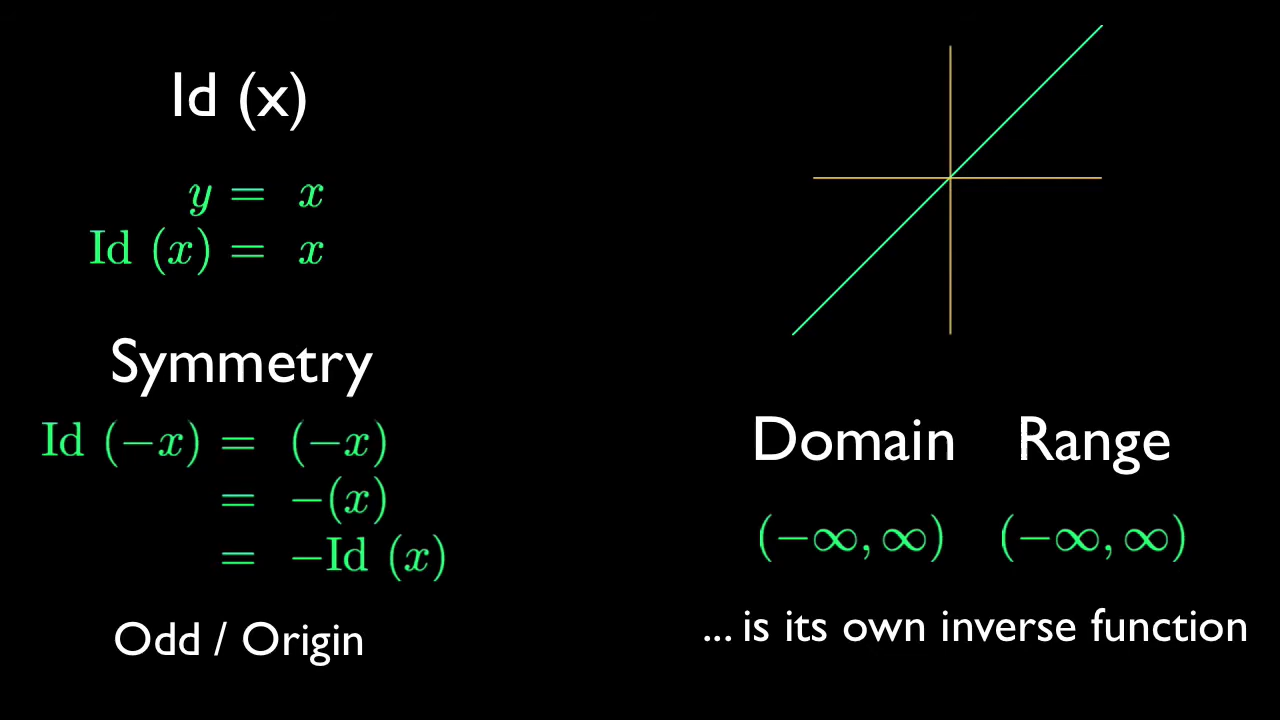 Id (x)
y = x
Id (x) = x
Symmetry
Id (−x) = (−x)
= −(x)
= −Id (x)
Odd / Origin
Domain Range
(−∞, ∞) (−∞, ∞)
... is its own inverse function